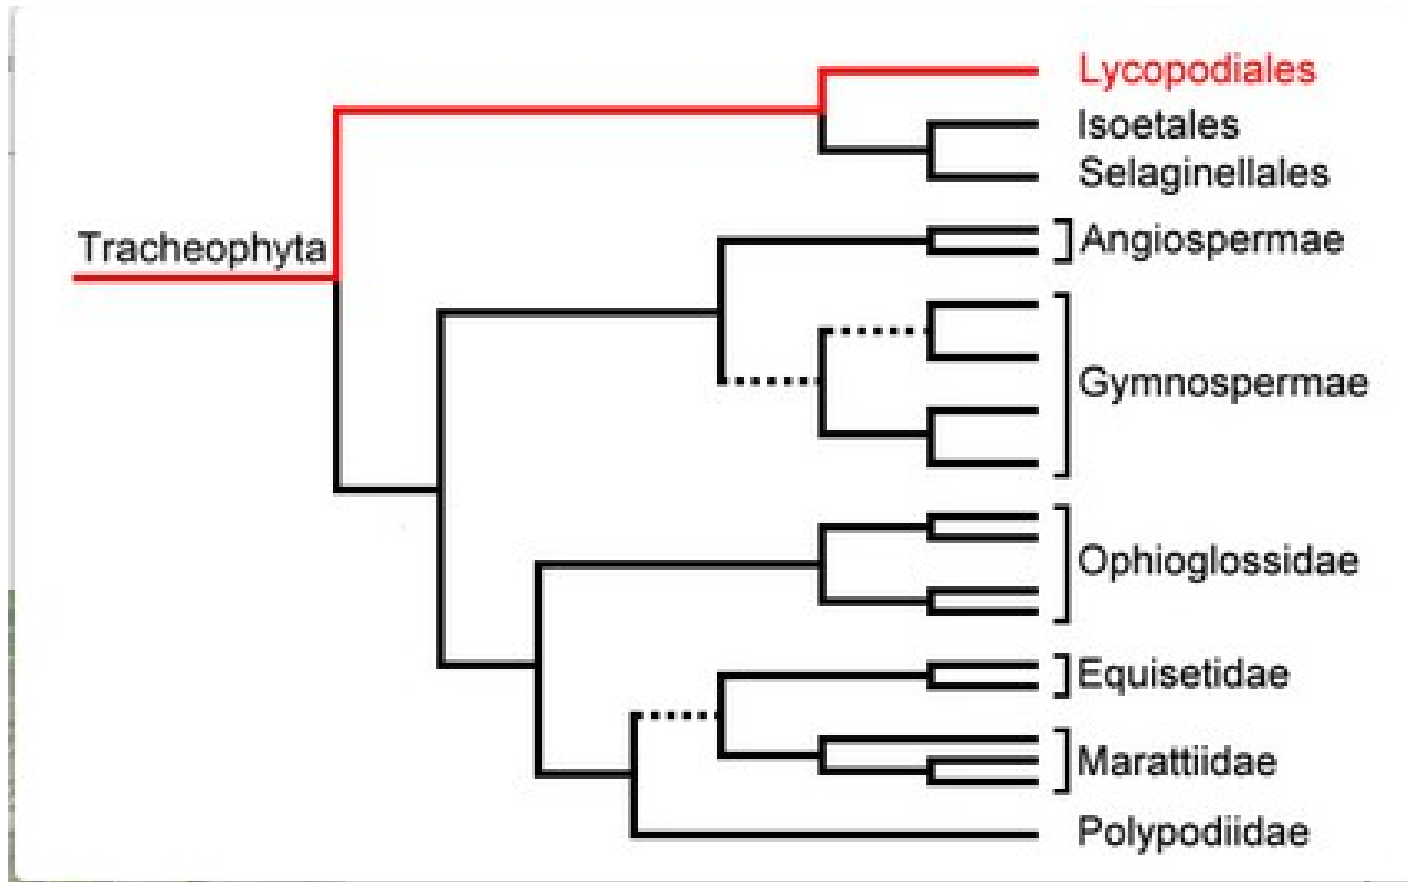 Lycopodiales
Isoetales
Selaginellales
Tracheophyta
Angiospermae
Gymnospermae
Ophioglossidae
Equisetidae
Marattiidae
Polypodiidae